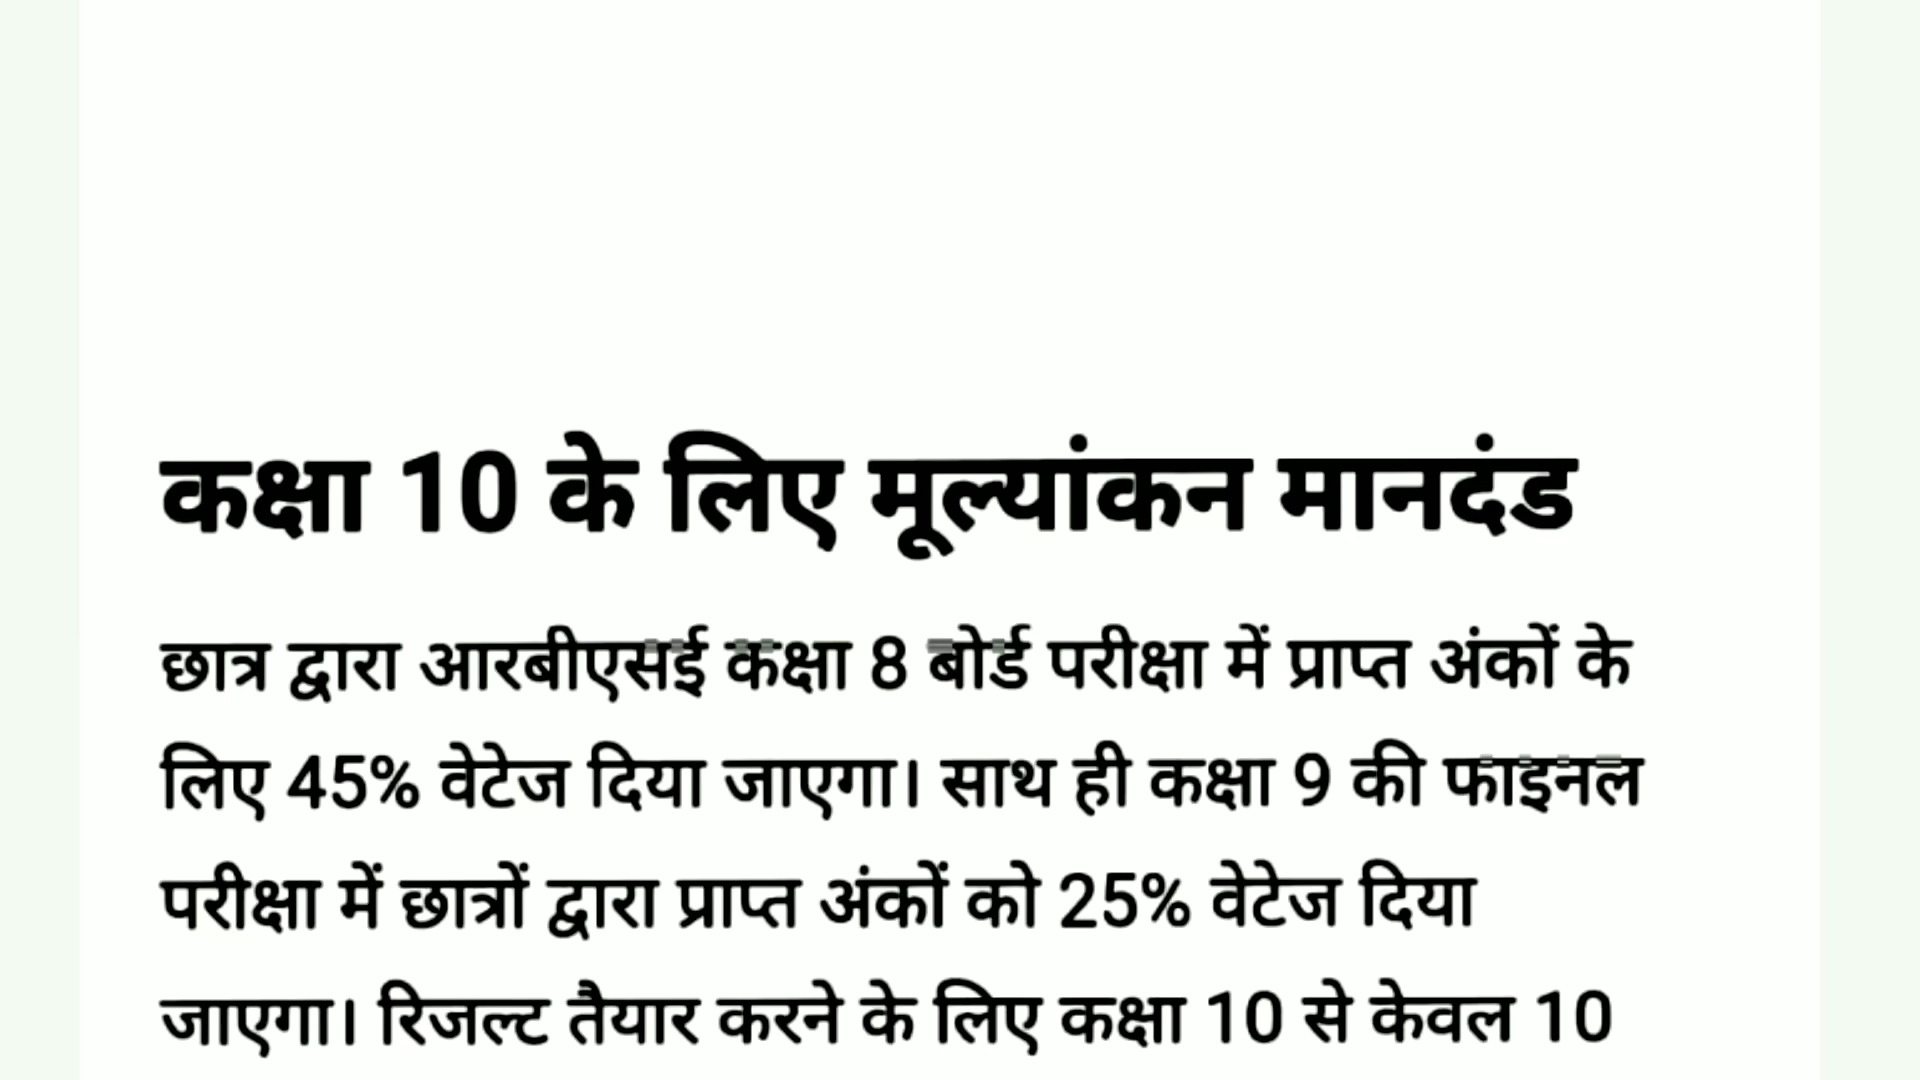 कक्षा 10 के लिए मूल्यांकन मानदंड
छात्र द्वारा आरबीएसई कक्षा 8 बोर्ड परीक्षा में प्राप्त अंकों के
लिए 45% वेटेज दिया जाएगा। साथ ही कक्षा 9 की फाइनल
परीक्षा में छात्रों द्वारा प्राप्त अंकों को 25% वेटेज दिया
जाएगा। रिजल्ट तैयार करने के लिए कक्षा 10 से केवल 10